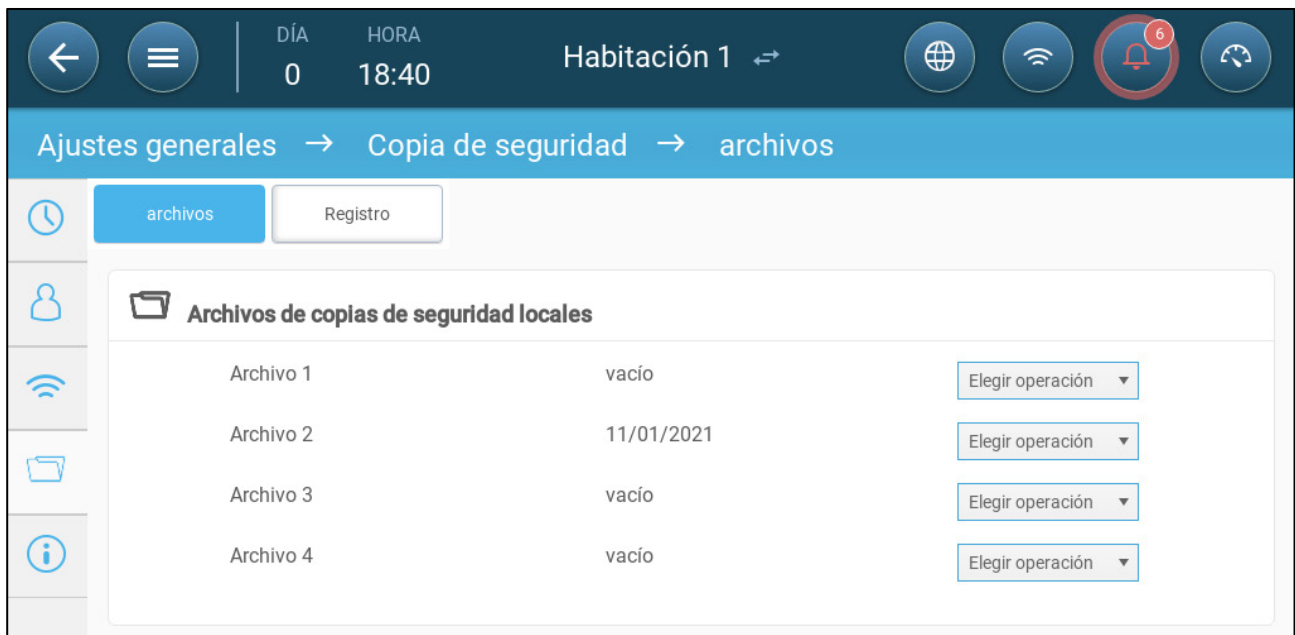 DÍA HORA
0 18:40 Habitación 1 6
Ajustes generales → Copia de seguridad → archivos
archivos Registro
Archivos de copias de seguridad locales
Archivo 1 vacío Elegir operación
Archivo 2 11/01/2021 Elegir operación
Archivo 3 vacío Elegir operación
Archivo 4 vacío Elegir operación